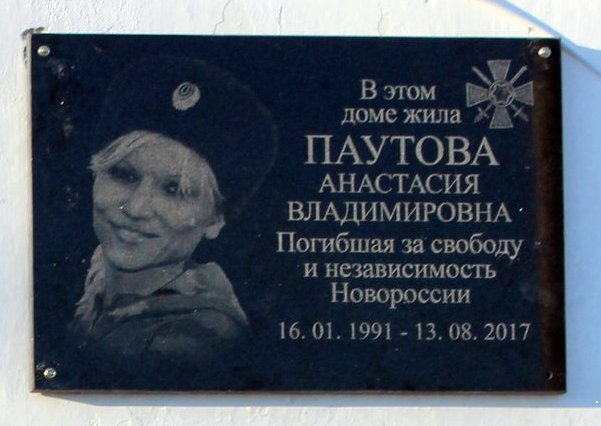 В этом
доме жила
ПАУТОВА
АНАСТАСИЯ
ВЛАДИМИРОВНА
Погибшая за свободу
и независимость
Новороссии
16. 01. 1991 - 13. 08. 2017